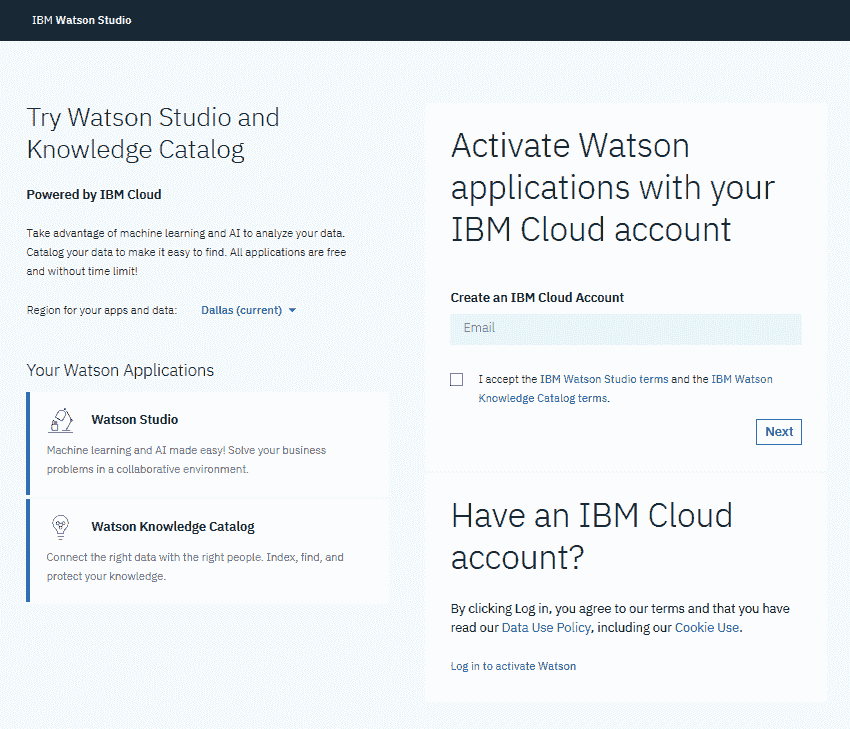 IBM Watson Studio
Try Watson Studio and
Knowledge Catalog
Powered by IBM Cloud
Take advantage of machine learning and AI to analyze your data.
Catalog your data to make it easy to find. All applications are free
and without time limit!
Region for your apps and data: Dallas (current)
Your Watson Applications
Watson Studio
Machine learning and AI made easy! Solve your business
problems in a collaborative environment.
Watson Knowledge Catalog
Connect the right data with the right people. Index, find, and
protect your knowledge.
Activate Watson
applications with your
IBM Cloud account
Create an IBM Cloud Account
Email
I accept the IBM Watson Studio terms and the IBM Watson
Knowledge Catalog terms.
Next
Have an IBM Cloud
account?
By clicking Log in, you agree to our terms and that you have
read our Data Use Policy, including our Cookie Use.
Log in to activate Watson